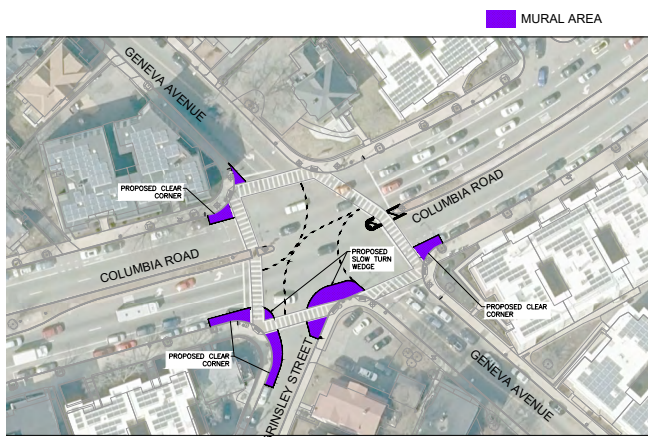 MURAL AREA
GENEVA AVENUE
PROPOSED CLEAR
CORNER
COLUMBIA ROAD
COLUMBIA ROAD
PROPOSED
SLOW TURN
WEDGE
PROPOSED CLEAR
CORNER
PROPOSED CLEAR
CORNER
GENEVA AVENUE
RINSLEY STREET